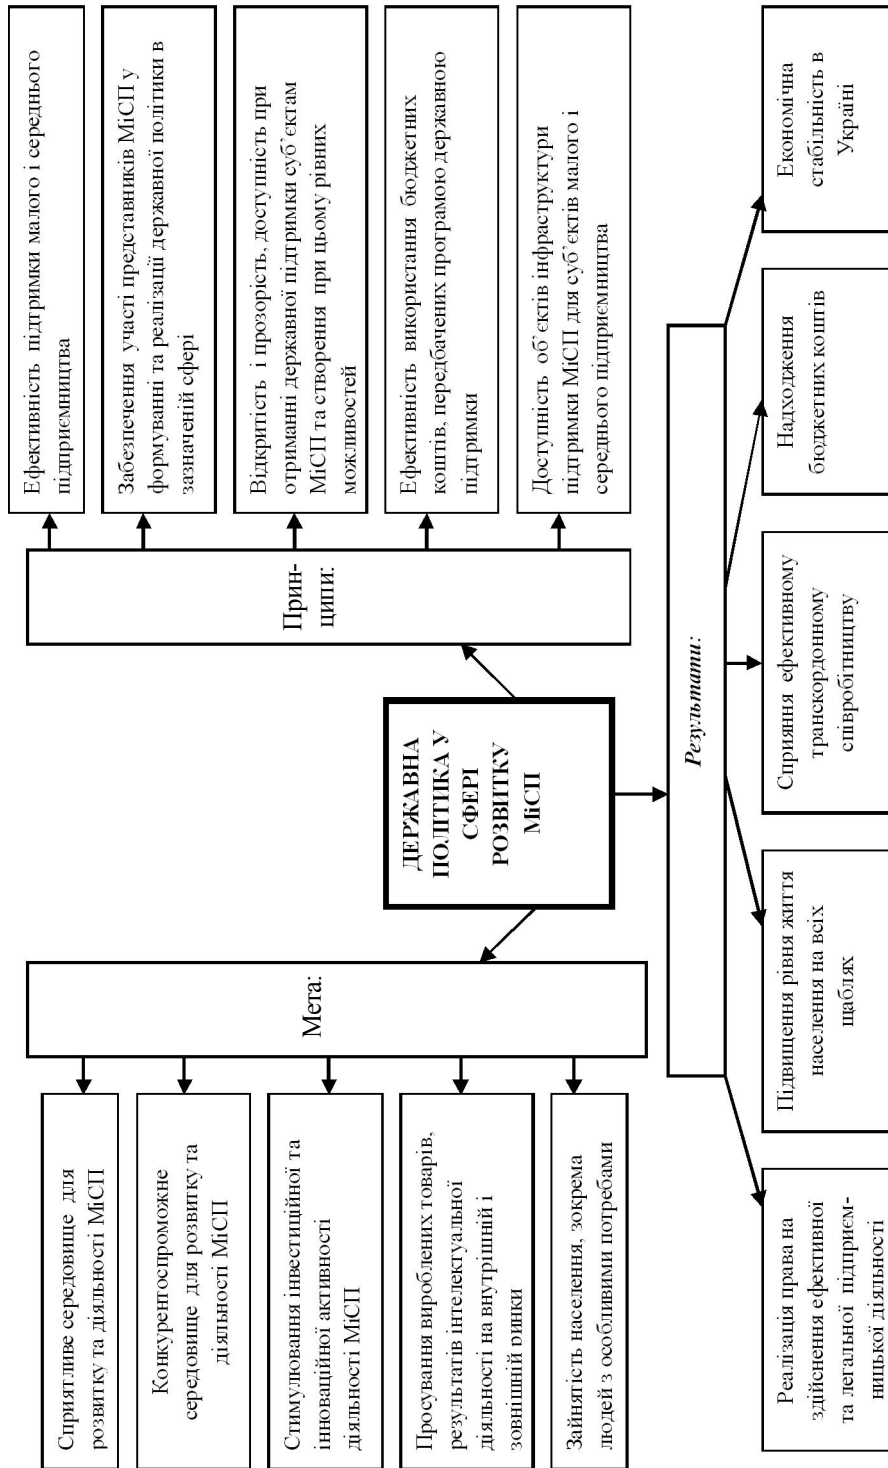 Сприятливе середовище для
розвитку та діяльності МіСП
Конкурентоспроможне
середовище для розвитку та
діяльності МіСП
Стимулювання інвестиційної та
інноваційної активності
діяльності МіСП
Просування вироблених товарів,
результатів інтелектуальної
діяльності на внутрішній і
зовнішній ринки
Зайнятість населення, зокрема
людей з особливими потребами
Мета:
ДЕРЖАВНА
ПОЛІТИКА У
СФЕРІ
РОЗВИТКУ
МіСП
Прин-
ципи:
Ефективність підтримки малого і середнього
підприємництва
Забезпечення участі представників МіСП у
формуванні та реалізації державної політики в
зазначеній сфері
Відкритість і прозорість, доступність при
отриманні державної підтримки суб`єктам
МіСП та створення при цьому рівних
можливостей
Ефективність використання бюджетних
коштів, передбачених програмою державною
підтримки
Доступність об`єктів інфраструктури
підтримки МіСП для суб`єктів малого і
середнього підприємництва
Результати:
Реалізація права на
здійснення ефективної
та легальної підприєм-
ницької діяльності
Підвищення рівня життя
населення на всіх
щаблях
Сприяння ефективному
транскордонному
співробітництву
Надходження
бюджетних коштів
Економічна
стабільність в
Україні